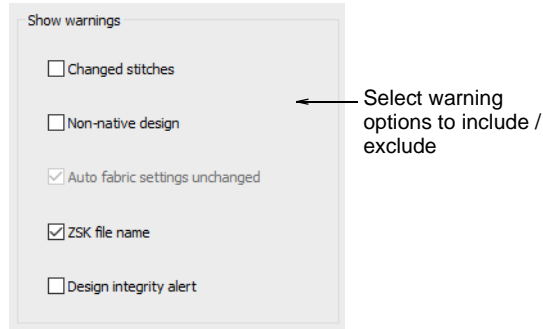 Show warnings
Changed stitches
Non-native design
Auto fabric settings unchanged
ZSK file name
Design integrity alert
Select warning
options to include /
exclude